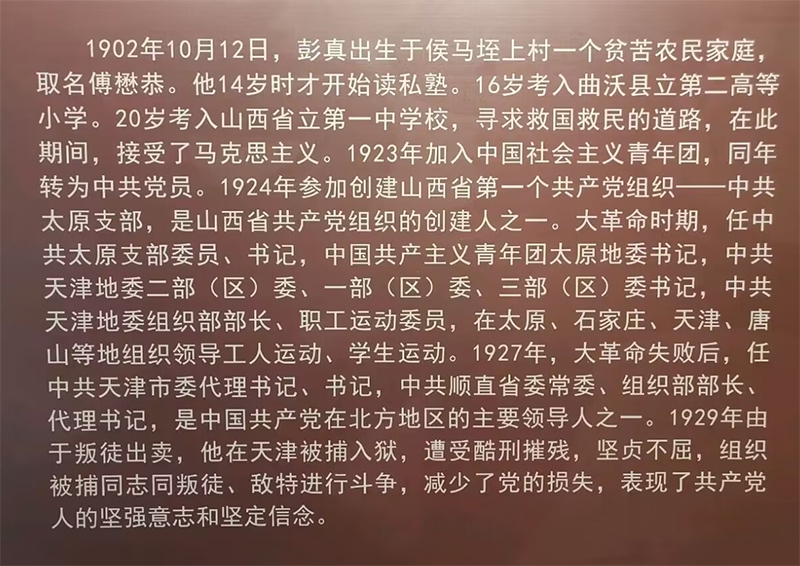 1902年10月12日，彭真出生于侯马垤上村一个贫苦农民家庭，
取名傅懋恭。他14岁时才开始读私塾。16岁考入曲沃县立第二高等
小学。20岁考入山西省立第一中学校，寻求救国救民的道路，在此
期间，接受了马克思主义。1923年加入中国社会主义青年团，同年
转为中共党员。1924年参加创建山西省第一个共产党组织——中共
太原支部，是山西省共产党组织的创建人之一。大革命时期，任中
共太原支部委员、书记，中国共产主义青年团太原地委书记，中共
天津地委二部（区）委、一部（区）委、三部（区）委书记，中共
天津地委组织部部长、职工运动委员，在太原、石家庄、天津、唐
山等地组织领导工人运动、学生运动。1927年，大革命失败后，任
中共天津市委代理书记、书记，中共顺直省委常委、组织部部长、
代理书记，是中国共产党在北方地区的主要领导人之一。1929年由
于叛徒出卖，他在天津被捕入狱，遭受酷刑摧残，坚贞不屈，组织
被捕同志同叛徒、敌特进行斗争，减少了党的损失，表现了共产党
人的坚强意志和坚定信念。